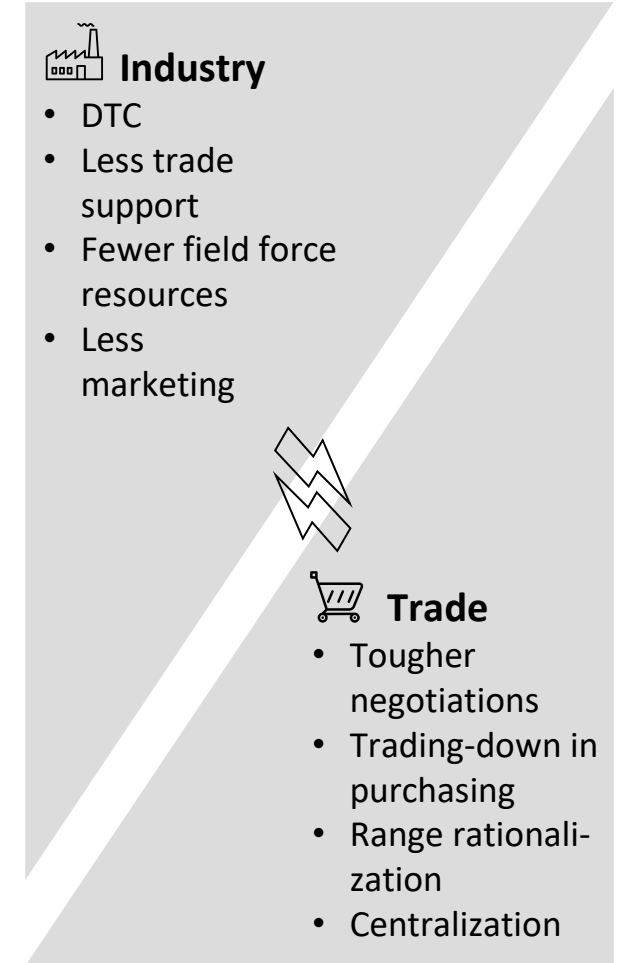 Industry
• DTC
• Less trade
support
• Fewer field force
resources
• Less
marketing
Trade
• Tougher
negotiations
• Trading-down in
purchasing
• Range rationali-
zation
• Centralization